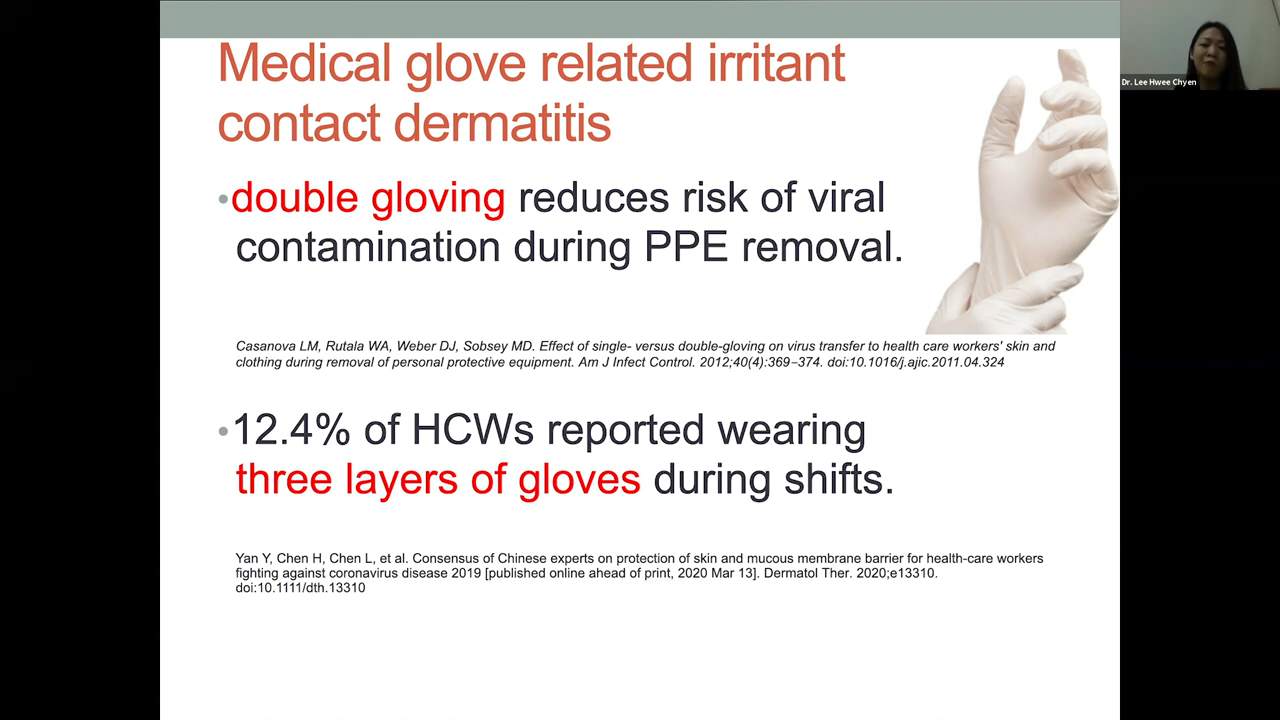 Medical glove related irritant
contact dermatitis
•double gloving reduces risk of viral
contamination during PPE removal.
Casanova LM, Rutala WA, Weber DJ, Sobsey MD. Effect of single- versus double-gloving on virus transfer to health care workers' skin and
clothing during removal of personal protective equipment. Am J Infect Control. 2012;40(4):369–374. doi:10.1016/j.ajic.2011.04.324
•12.4% of HCWs reported wearing
three layers of gloves during shifts.
Yan Y, Chen H, Chen L, et al. Consensus of Chinese experts on protection of skin and mucous membrane barrier for health-care workers
fighting against coronavirus disease 2019 [published online ahead of print, 2020 Mar 13]. Dermatol Ther. 2020;e13310.
doi:10.1111/dth.13310
Dr. Lee Hwee Chyen